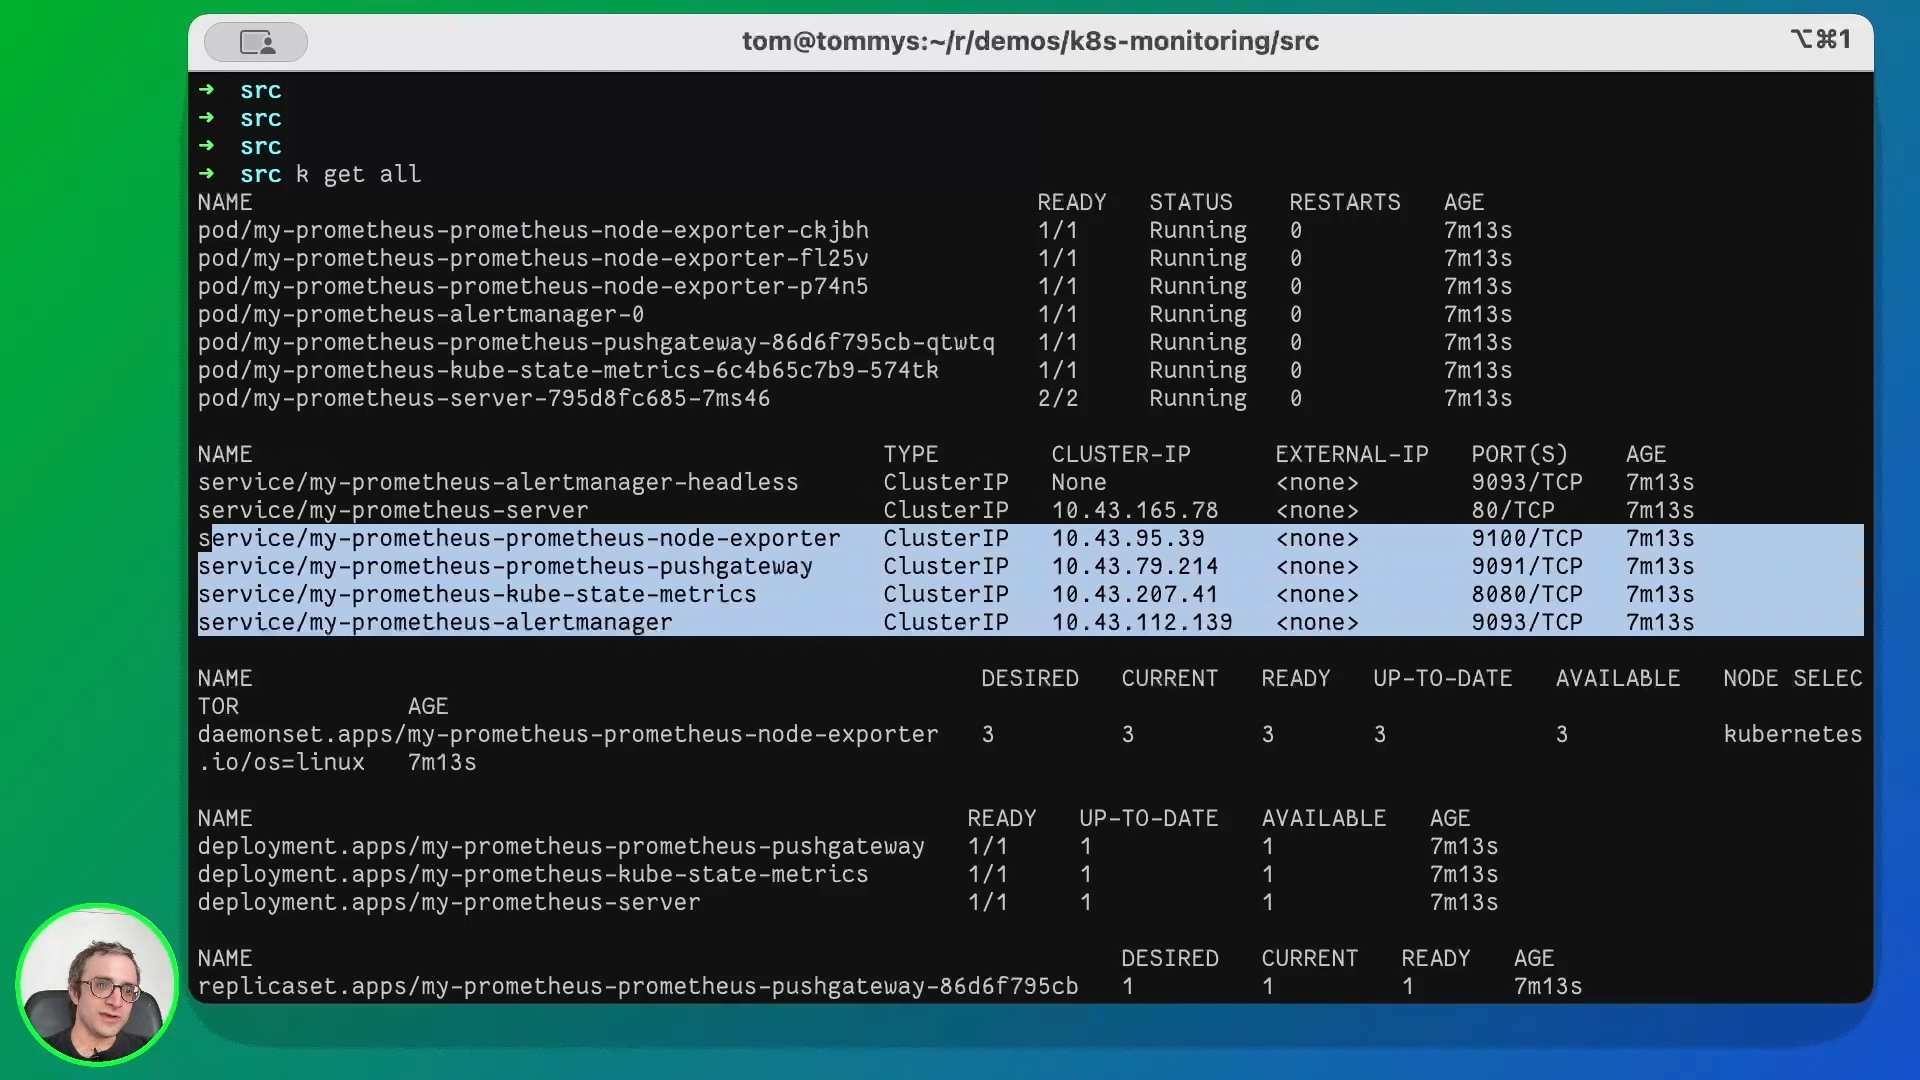 tom@tommys:~/r/demos/k8s-monitoring/src
⌥⌘1
➜ src
➜ src
➜ src
➜ src k get all
NAME READY STATUS RESTARTS AGE
pod/my-prometheus-prometheus-node-exporter-ckjbh 1/1 Running 0 7m13s
pod/my-prometheus-prometheus-node-exporter-fl25v 1/1 Running 0 7m13s
pod/my-prometheus-prometheus-node-exporter-p74n5 1/1 Running 0 7m13s
pod/my-prometheus-alertmanager-0 1/1 Running 0 7m13s
pod/my-prometheus-prometheus-pushgateway-86d6f795cb-qtwtq 1/1 Running 0 7m13s
pod/my-prometheus-kube-state-metrics-6c4b65c7b9-574tk 1/1 Running 0 7m13s
pod/my-prometheus-server-795d8fc685-7ms46 2/2 Running 0 7m13s
NAME TYPE CLUSTER-IP EXTERNAL-IP PORT(S) AGE
service/my-prometheus-alertmanager-headless ClusterIP None <none> 9093/TCP 7m13s
service/my-prometheus-server ClusterIP 10.43.165.78 <none> 80/TCP 7m13s
service/my-prometheus-prometheus-node-exporter ClusterIP 10.43.95.39 <none> 9100/TCP 7m13s
service/my-prometheus-prometheus-pushgateway ClusterIP 10.43.79.214 <none> 9091/TCP 7m13s
service/my-prometheus-kube-state-metrics ClusterIP 10.43.207.41 <none> 8080/TCP 7m13s
service/my-prometheus-alertmanager ClusterIP 10.43.112.139 <none> 9093/TCP 7m13s
NAME DESIRED CURRENT READY UP-TO-DATE AVAILABLE NODE SELEC
TOR AGE
daemonset.apps/my-prometheus-prometheus-node-exporter 3 3 3 3 3 kubernetes
.io/os=linux 7m13s
NAME READY UP-TO-DATE AVAILABLE AGE
deployment.apps/my-prometheus-prometheus-pushgateway 1/1 1 1 7m13s
deployment.apps/my-prometheus-kube-state-metrics 1/1 1 1 7m13s
deployment.apps/my-prometheus-server 1/1 1 1 7m13s
NAME DESIRED CURRENT READY AGE
replicaset.apps/my-prometheus-prometheus-pushgateway-86d6f795cb 1 1 1 7m13s